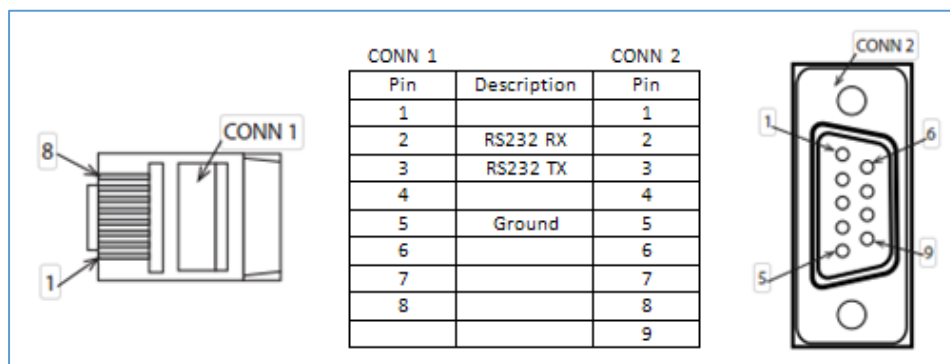 CONN 1 CONN 2
Pin Description Pin
1 1
2 RS232 RX 2
3 RS232 TX 3
4 4
5 Ground 5
6 6
7 7
8 8
9
8
CONN 1
1
CONN 2
1
6
5
9